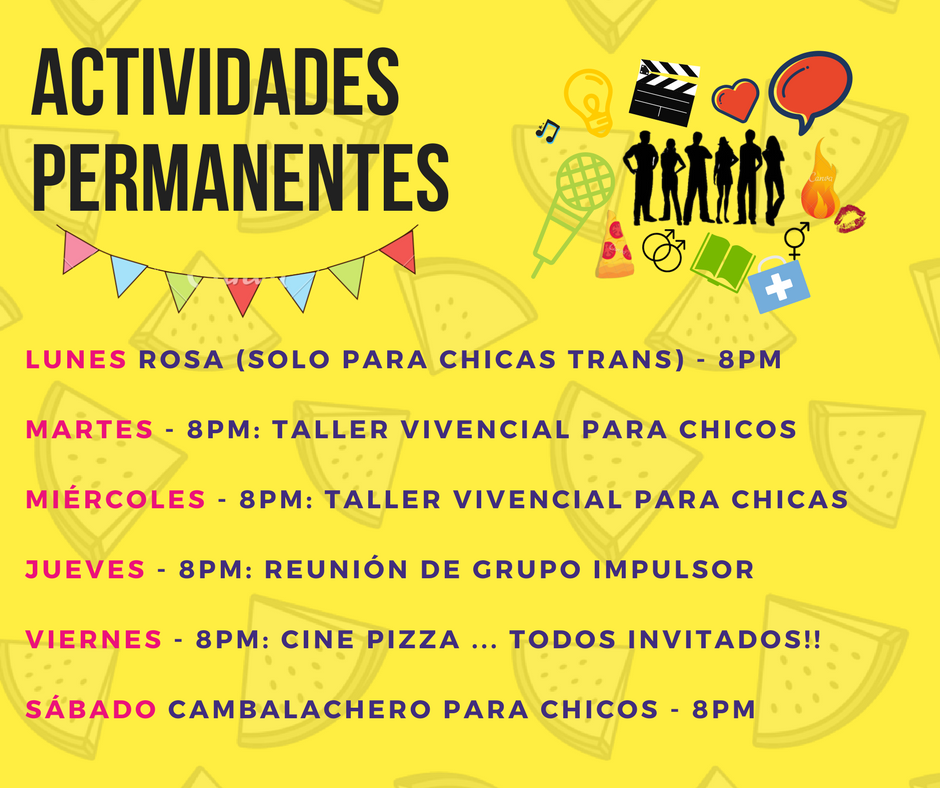 ACTIVIDADES
PERMANENTES
LUNES ROSA (SOLO PARA CHICAS TRANS) - 8PM
MARTES - 8PM: TALLER VIVENCIAL PARA CHICOS
MIÉRCOLES - 8PM: TALLER VIVENCIAL PARA CHICAS
JUEVES - 8PM: REUNIÓN DE GRUPO IMPULSOR
VIERNES - 8PM: CINE PIZZA ... TODOS INVITADOS!!
SÁBADO CAMBALACHERO PARA CHICOS - 8PM